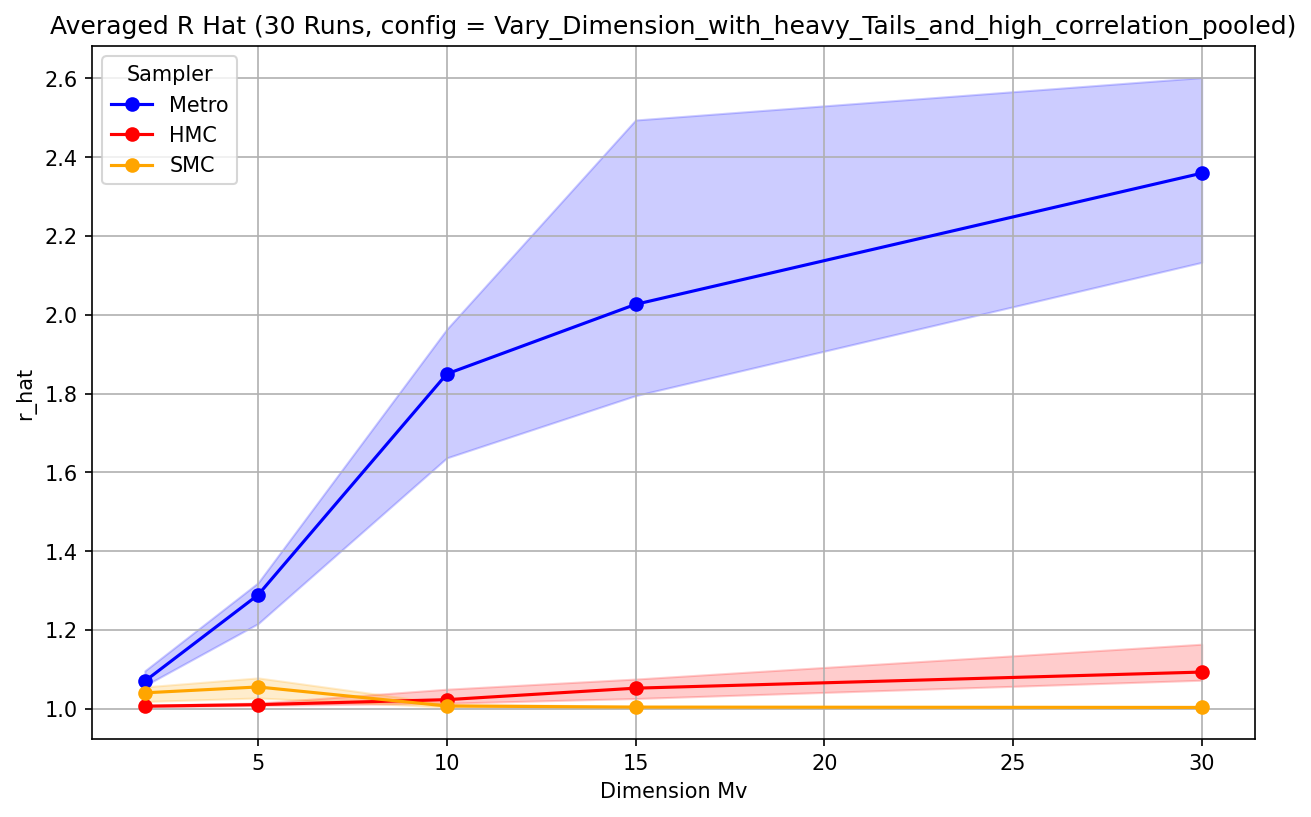 Averaged R Hat (30 Runs, config = Vary_Dimension_with_heavy_Tails_and_high_correlation_pooled)
Sampler
Metro
HMC
SMC
2.6
2.4
2.2
2.0
1.8
1.6
1.4
1.2
1.0
r_hat
5 10 15 20 25 30
Dimension Mv